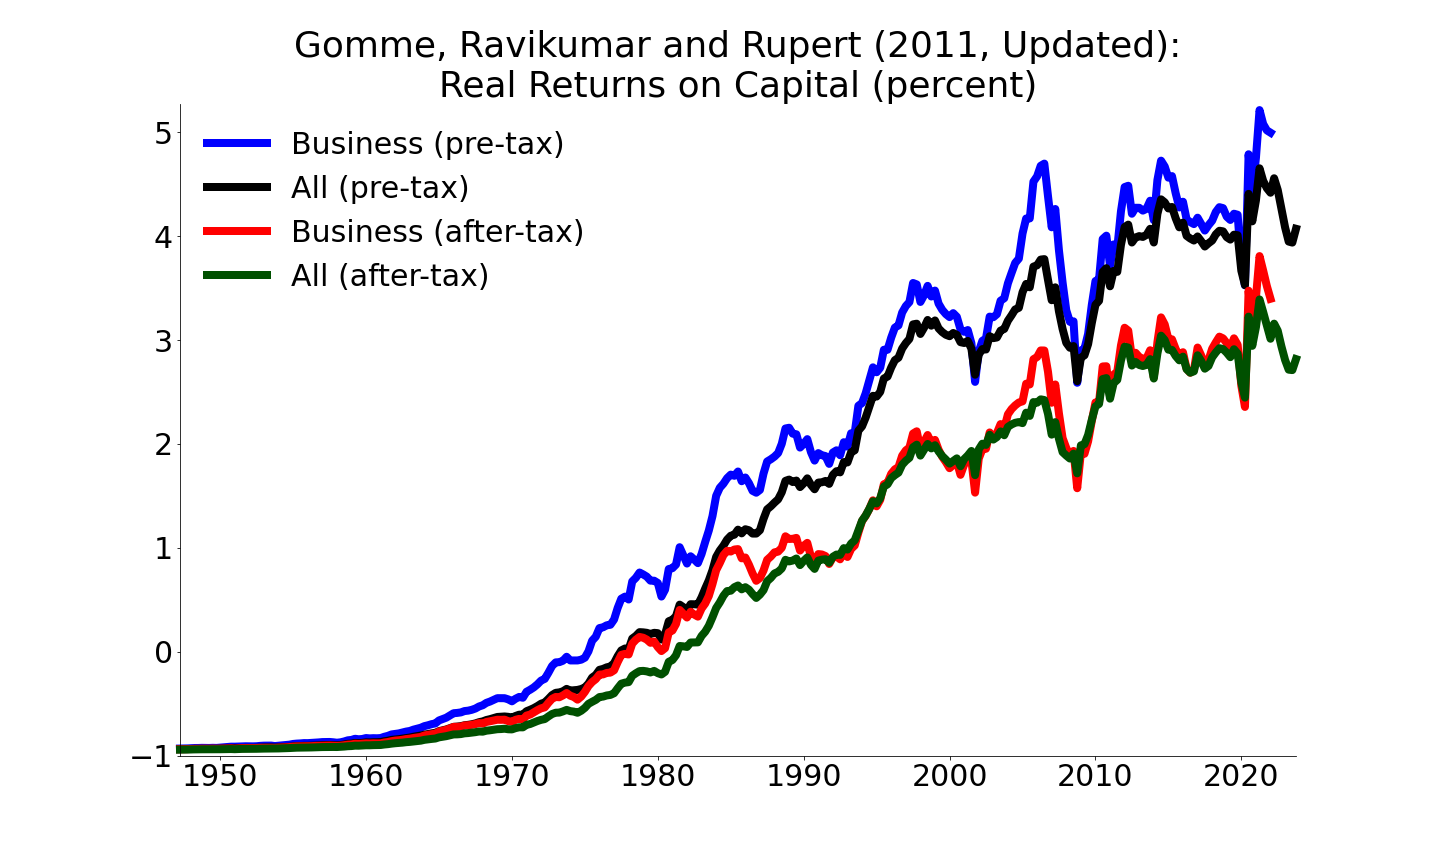 Gomme, Ravikumar and Rupert (2011, Updated):
Real Returns on Capital (percent)
Business (pre-tax)
All (pre-tax)
Business (after-tax)
All (after-tax)
5
4
3
2
1
0
−1
1950 1960 1970 1980 1990 2000 2010 2020